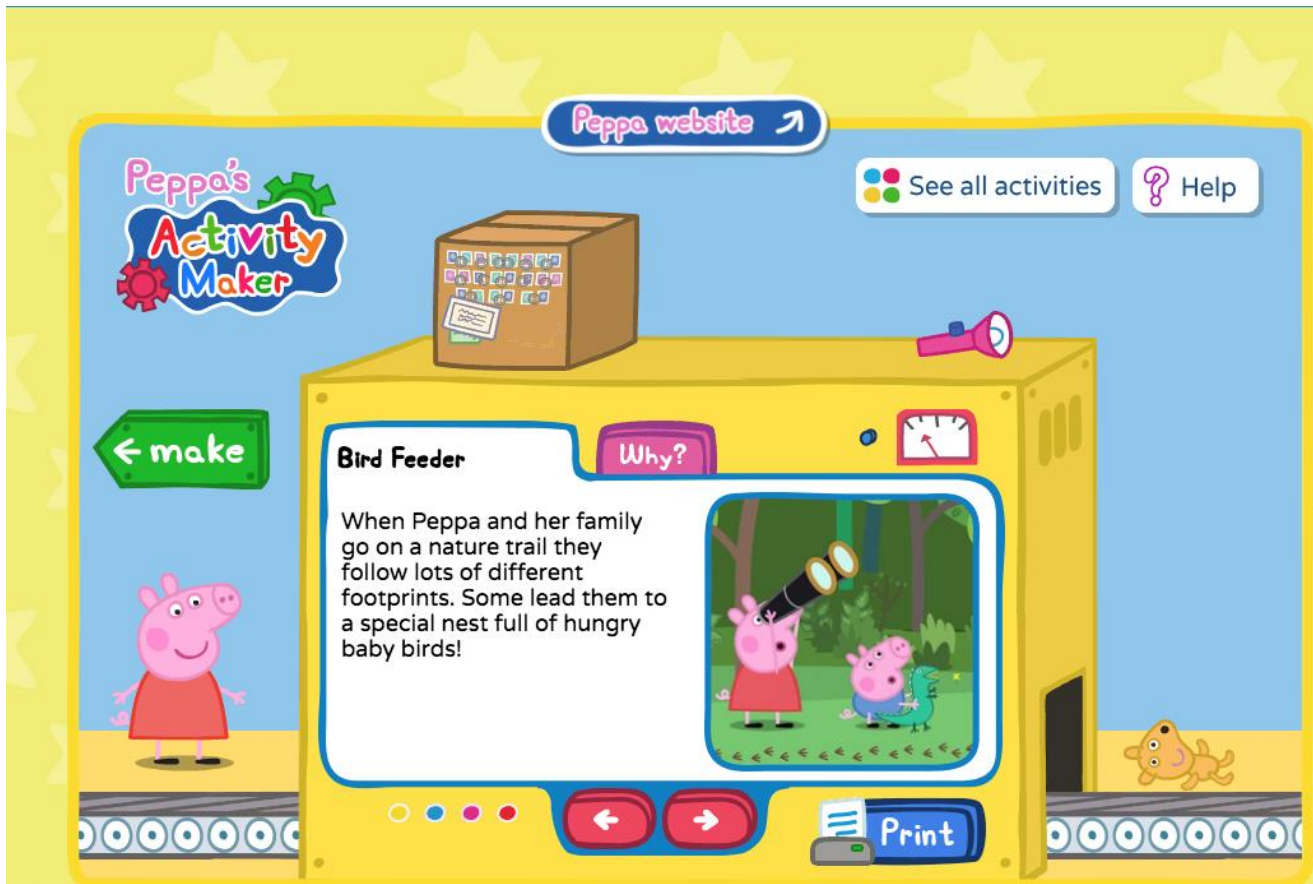 Peppa website
Peppa's
Activity
Maker
See all activities
Help
make
Bird Feeder
Why?
When Peppa and her family
go on a nature trail they
follow lots of different
footprints. Some lead them to
a special nest full of hungry
baby birds!
Print